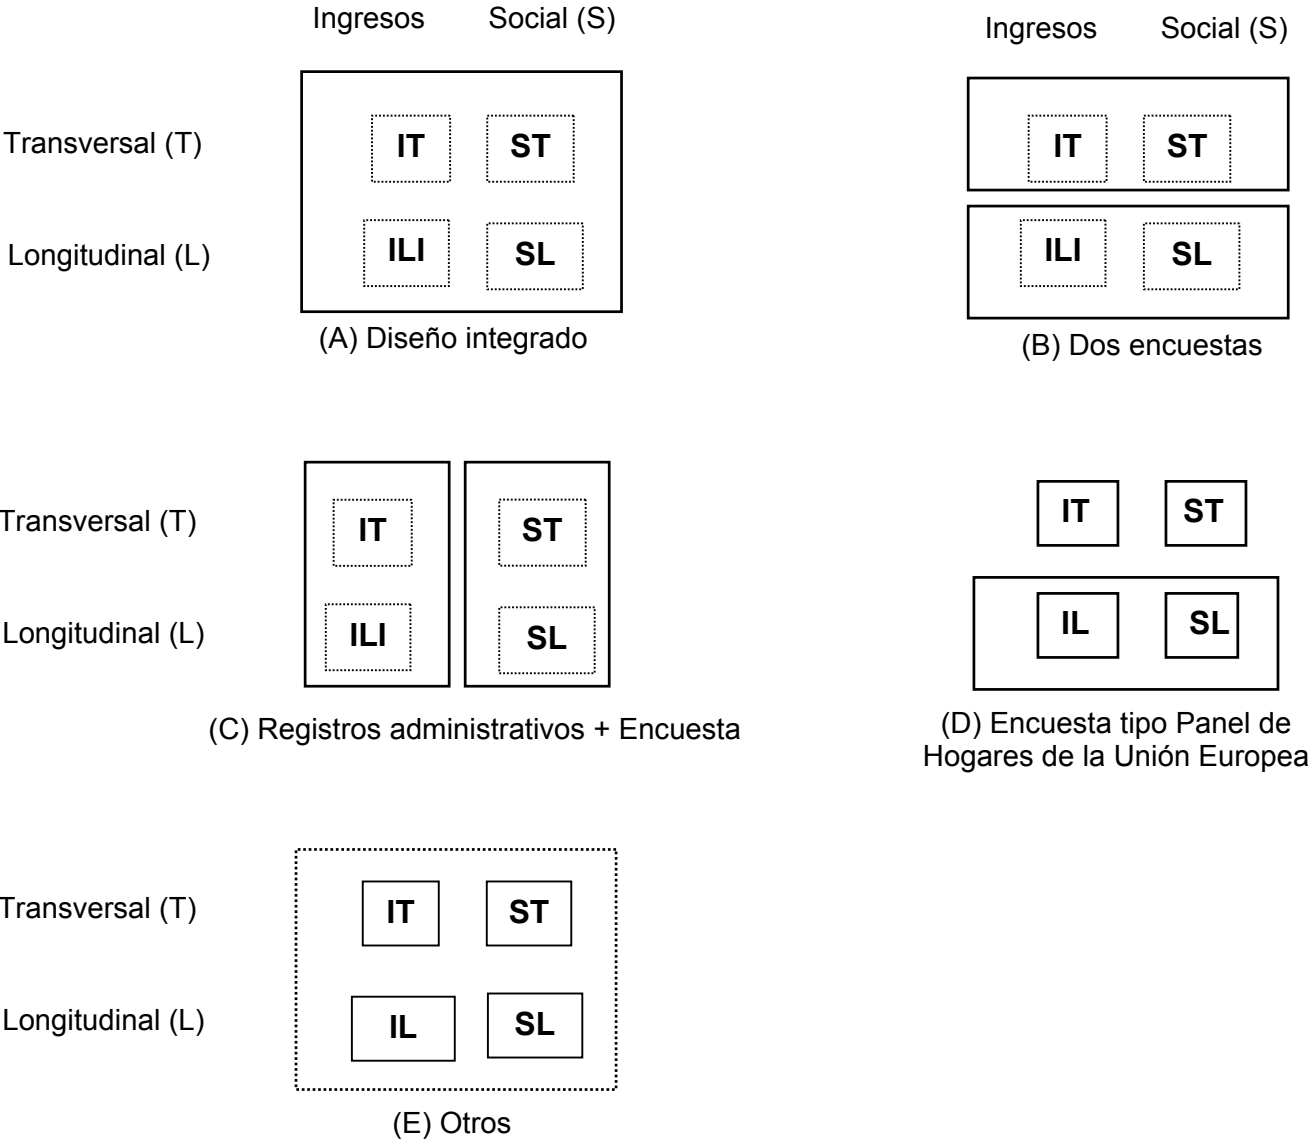 Ingresos Social (S)
Transversal (T) IT ST
Longitudinal (L) ILI SL
(A) Diseño integrado
Ingresos Social (S)
IT ST
ILI SL
(B) Dos encuestas
Transversal (T) IT ST
Longitudinal (L) ILI SL
(C) Registros administrativos + Encuesta
IT ST
IL SL
(D) Encuesta tipo Panel de
Hogares de la Unión Europea
Transversal (T) IT ST
Longitudinal (L) IL SL
(E) Otros